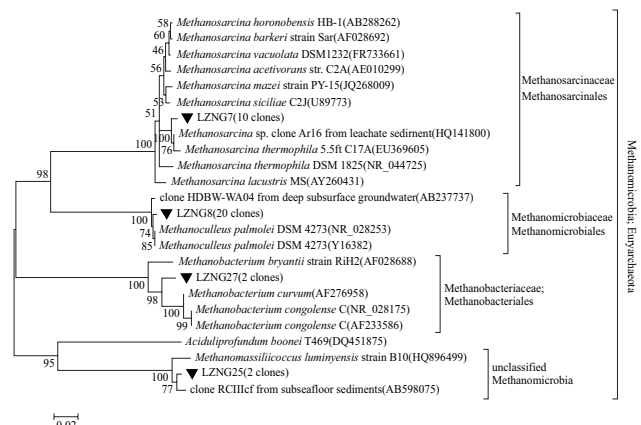 58
Methanosarcina horonobensis HB-1(AB288262)
60
Methanosarcina barkeri strain Sar(AF028692)
46
Methanosarcina vacuolata DSM1232(FR733661)
56
Methanosarcina acetivorans str. C2A(AE010299)
Methanosarcina mazei strain PY-15(JQ268009)
53
Methanosarcina siciliae C2J(U89773)
51
LZNG7(10 clones)
100
Methanosarcina sp. clone Ar16 from leachate sedirnent(HQ141800)
76
Methanosarcina thermophila 5.5ft C17A(EU369605)
100
Methanosarcina thermophila DSM 1825(NR_044725)
Methanosarcina lacustris MS(AY260431)
Methanosarcinaceae
Methanosarcinales
98
clone HDBW-WA04 from deep subsurface groundwater(AB237737)
100
LZNG8(20 clones)
74
Methanoculleus palmolei DSM 4273(NR_028253)
85
Methanoculleus palmolei DSM 4273(Y16382)
Methanomicrobiaceae
Methanomicrobiales
Methanobacterium bryantii strain RiH2(AF028688)
100
LZNG27(2 clones)
98
Methanobacterium curvum(AF276958)
100
Methanobacterium congolense C(NR_028175)
99
Methanobacterium congolense C(AF233586)
Methanobacteriaceae;
Methanobacteriales
Aciduliprofundum boonei T469(DQ451875)
95
Methanomassiliicoccus luminyensis strain B10(HQ896499)
100
LZNG25(2 clones)
77
clone RCIIIcf from subseafloor sediments(AB598075)
unclassified
Methanomicrobia
Methanomicrobia; Euryarchaeota
0.02